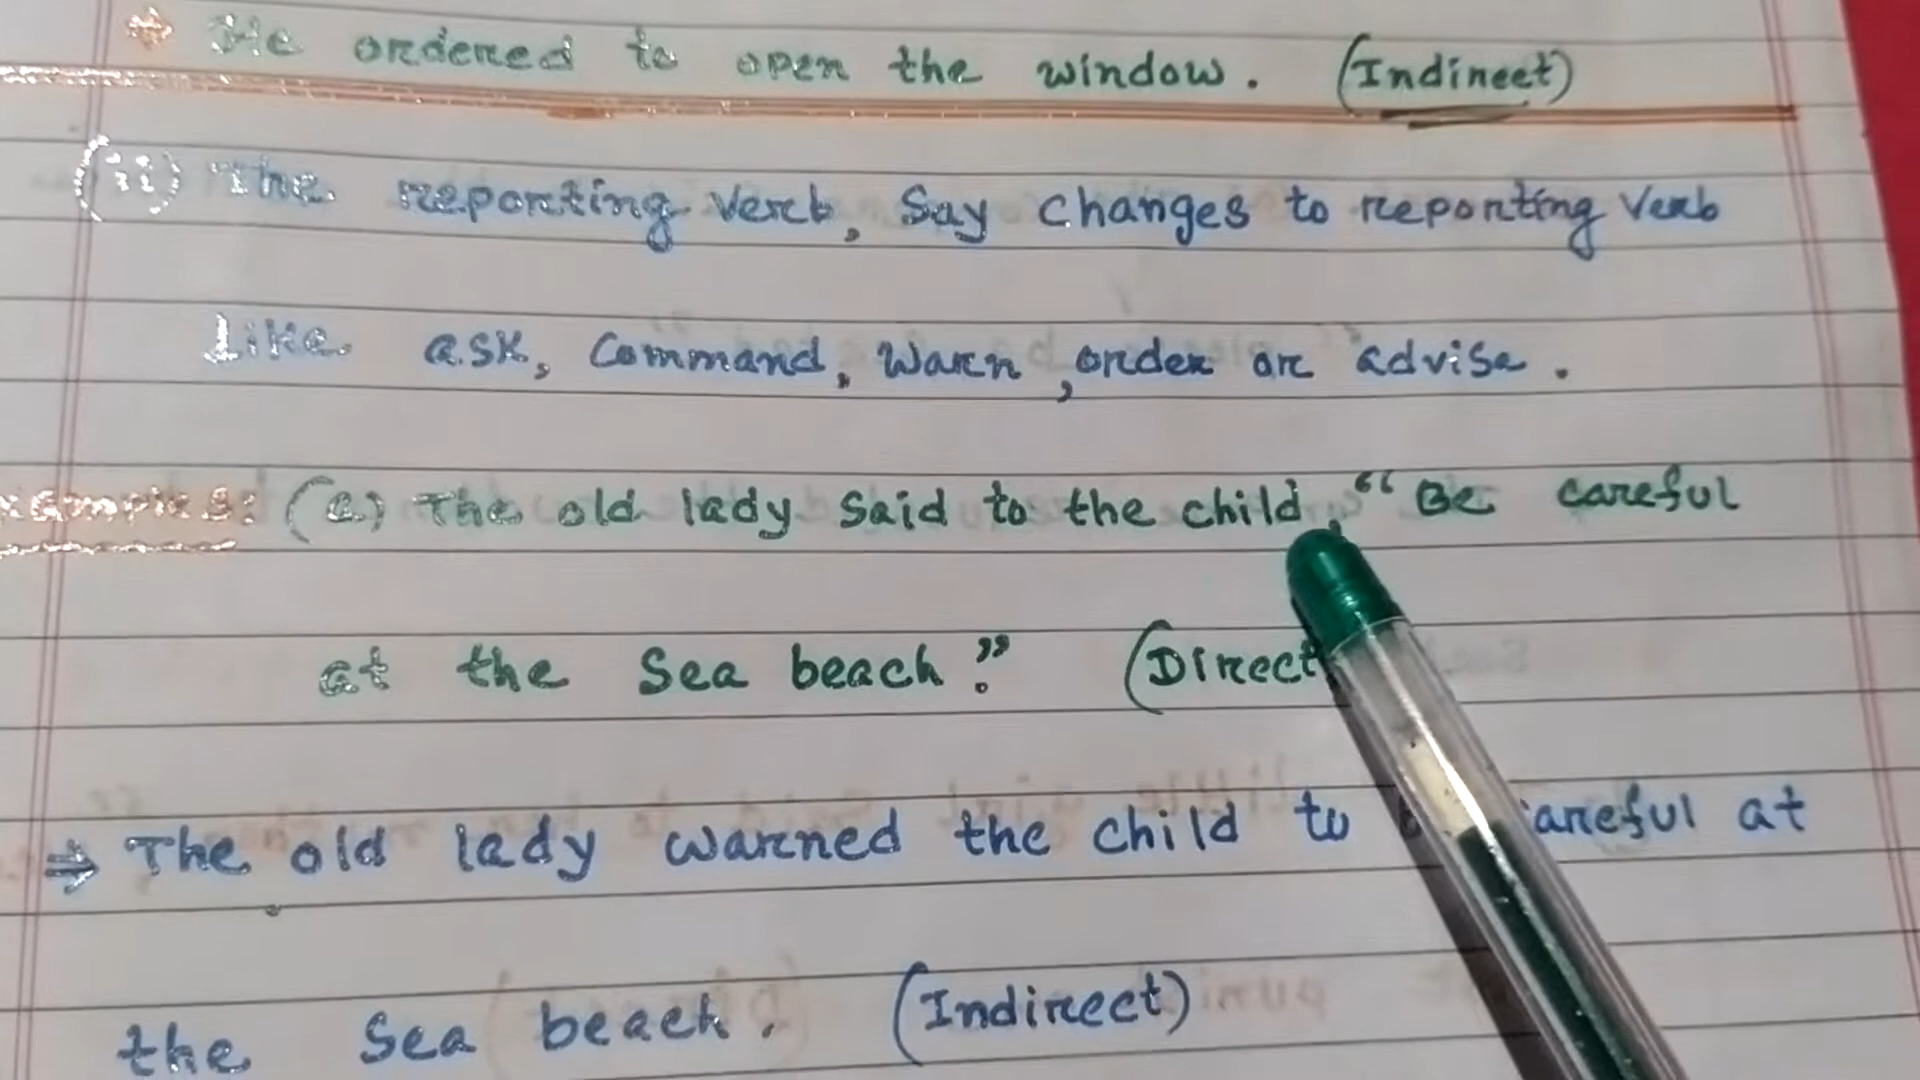 He ordered to open the window. (Indirect)
(ii) The reporting verb, Say changes to reporting verb
Like ask, Command, Warn, order or advise.
Examples: (a) The old lady said to the child, “Be careful
at the Sea beach.” (Direct
⇒ The old lady warned the child to careful at
the Sea beach. (Indirect)